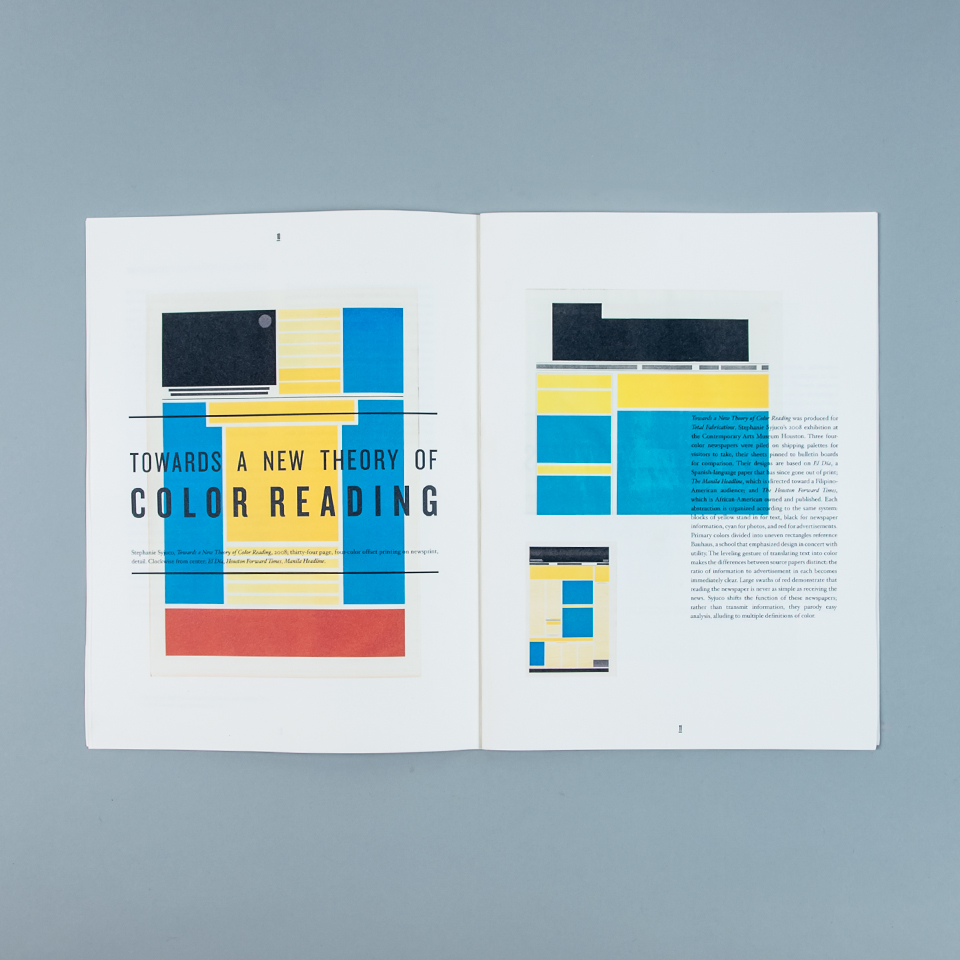 TOWARDS A NEW THEORY OF
COLOR READING
Stephanie Syjuco Towards a New Theory of Color Reading, 2008; thirty-four page, four-color offset printing on newsprint,
detail. Clockwise from center: El Dia, Houston Forward Times, Manila Headline.
Towards a New Theory of Color Reading was produced for
Total Fabrications, Stephanie Syjuco's 2008 exhibition at
the Contemporary Arts Museum Houston. Three four-
color newspapers were piled on shipping palettes for
visitors to take, their sheets pinned to bulletin boards
for comparison. Their designs are based on El Dia, a
Spanish-language paper that has since gone out of print;
The Manila Headline, which is directed toward a Filipino-
American audience; and The Houston Forward Times,
which is African-American owned and published. Each
abstraction is organized according to the same system:
blocks of yellow stand in for text, black for newspaper
information, cyan for photos, and red for advertisements.
Primary colors divided into uneven rectangles reference
Bauhaus, a school that emphasized design in concert with
utility. The leveling gesture of translating text into color
makes the differences between source papers distinct: the
ratio of information to advertisement in each becomes
immediately clear. Large swaths of red demonstrate that
reading the newspaper is never as simple as receiving the
news. Syjuco shifts the function of these newspapers;
rather than transmit information, they parody easy
analysis, alluding to multiple definitions of color